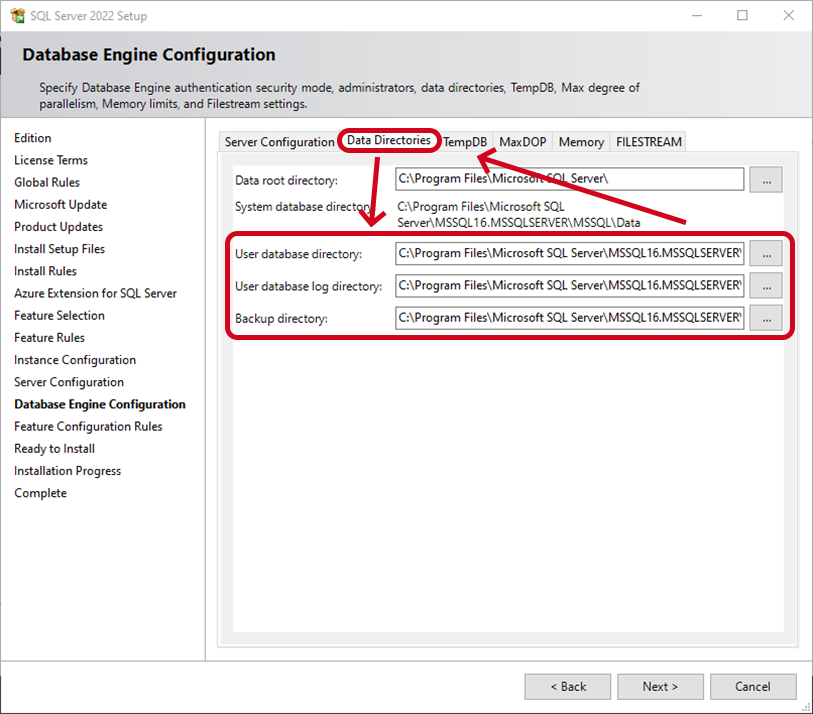 SQL Server 2022 Setup
Database Engine Configuration
Specify Database Engine authentication security mode, administrators, data directories, TempDB, Max degree of
parallelism, Memory limits, and Filestream settings.
Edition
License Terms
Global Rules
Microsoft Update
Product Updates
Install Setup Files
Install Rules
Azure Extension for SQL Server
Feature Selection
Feature Rules
Instance Configuration
Server Configuration
Database Engine Configuration
Feature Configuration Rules
Ready to Install
Installation Progress
Complete
Server Configuration Data Directories TempDB MaxDOP Memory FILESTREAM
Data root directory: C:\Program Files\Microsoft SQL Server\ ...
System database directory: C:\Program Files\Microsoft SQL
Server\MSSQL16.MSSQLSERVER\MSSQL\Data
User database directory: C:\Program Files\Microsoft SQL Server\MSSQL16.MSSQLSERVER\ ...
User database log directory: C:\Program Files\Microsoft SQL Server\MSSQL16.MSSQLSERVER\ ...
Backup directory: C:\Program Files\Microsoft SQL Server\MSSQL16.MSSQLSERVER\ ...
< Back Next > Cancel